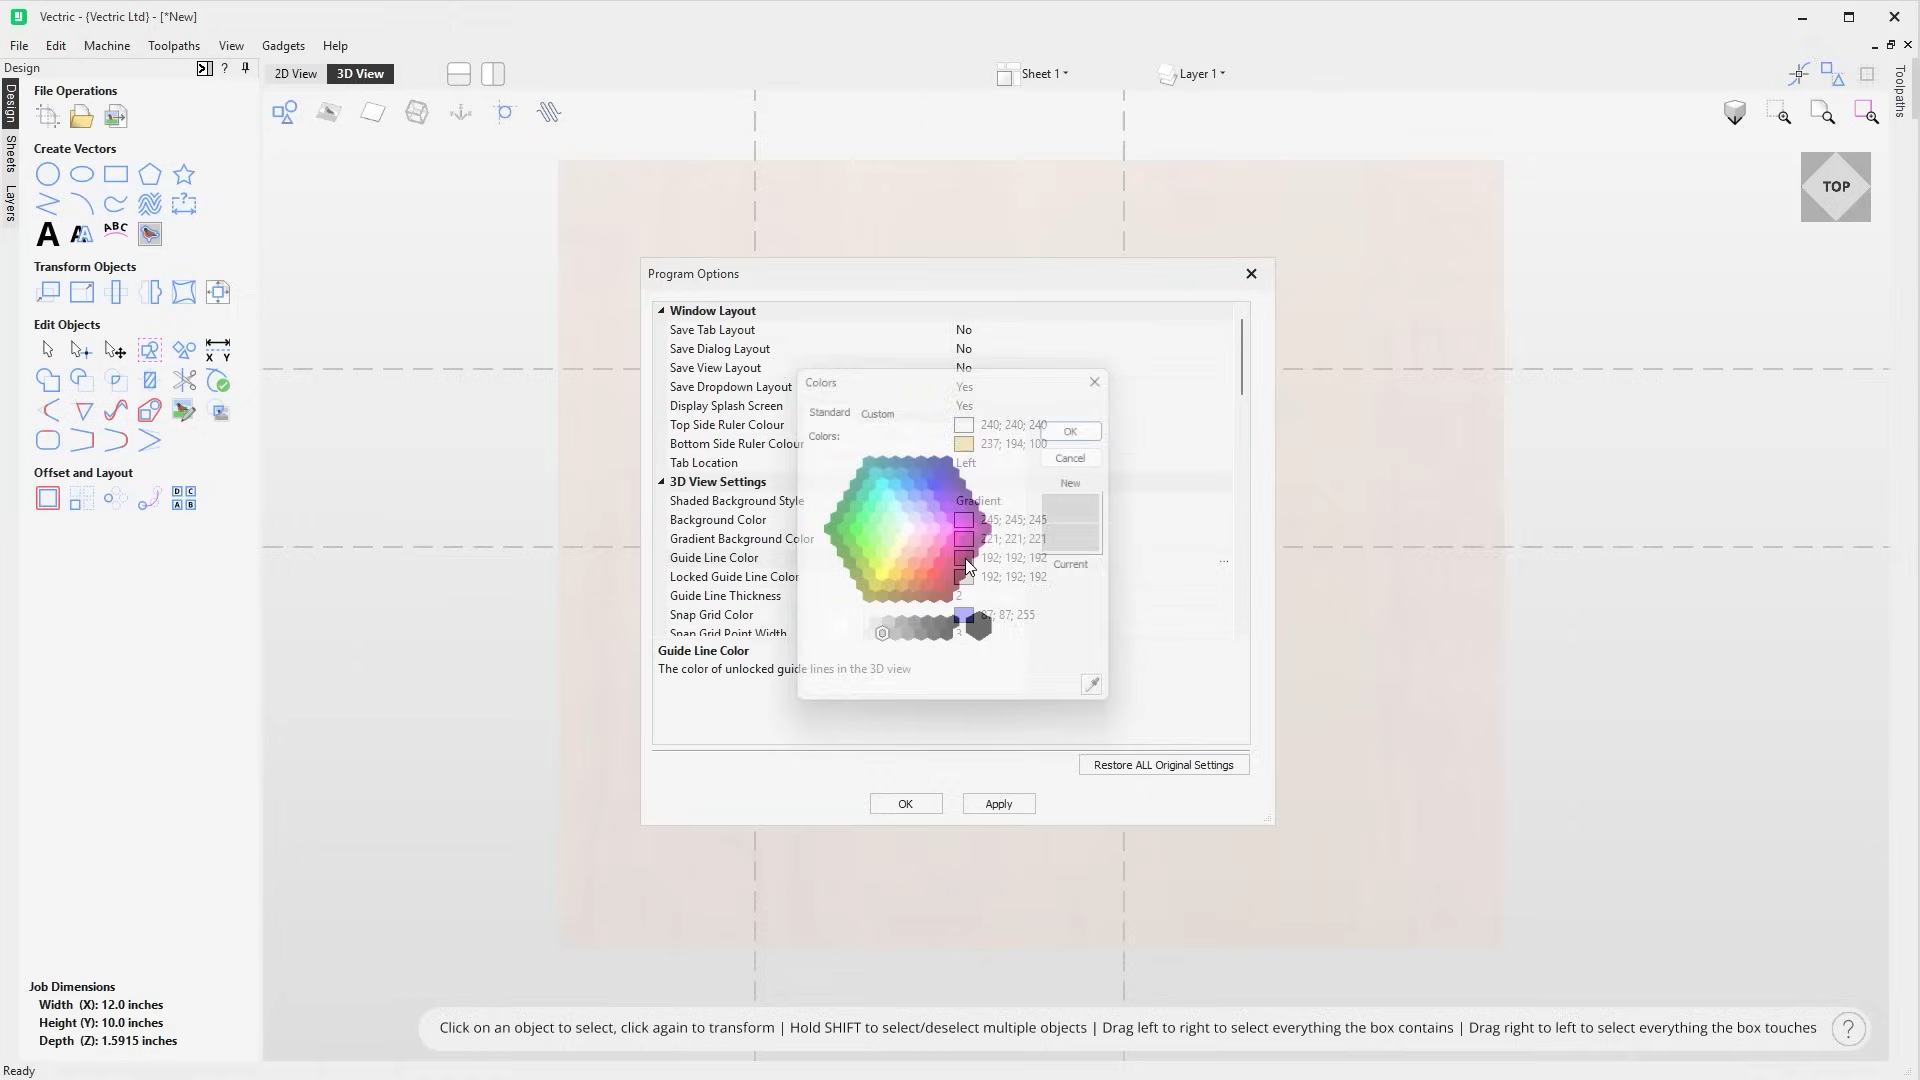 Vectric - {Vectric Ltd} - [*New]
File Edit Machine Toolpaths View Gadgets Help
Design ?
2D View 3D View
Sheet 1
Layer 1
Design
Sheets
Layers
Toolpaths
File Operations
Create Vectors
A A ABC
Transform Objects
Edit Objects
X Y
Offset and Layout
D C
A B
TOP
Program Options
Window Layout
Save Tab Layout No
Save Dialog Layout No
Save View Layout No
Save Dropdown Layout Yes
Display Splash Screen Yes
Top Side Ruler Colour 240; 240; 240
Bottom Side Ruler Colour 237; 194; 100
Tab Location Left
3D View Settings
Shaded Background Style Gradient
Background Color 245; 245; 245
Gradient Background Color 221; 221; 221
Guide Line Color 192; 192; 192 ...
Locked Guide Line Color 192; 192; 192
Guide Line Thickness 2
Snap Grid Color 87; 87; 255
Snap Grid Point Width 3
Guide Line Color
The color of unlocked guide lines in the 3D view
Restore ALL Original Settings
OK Apply
Colors
Standard Custom
Colors:
OK
Cancel
New
Current
Job Dimensions
Width (X): 12.0 inches
Height (Y): 10.0 inches
Depth (Z): 1.5915 inches
Click on an object to select, click again to transform | Hold SHIFT to select/deselect multiple objects | Drag left to right to select everything the box contains | Drag right to left to select everything the box touches ?
Ready